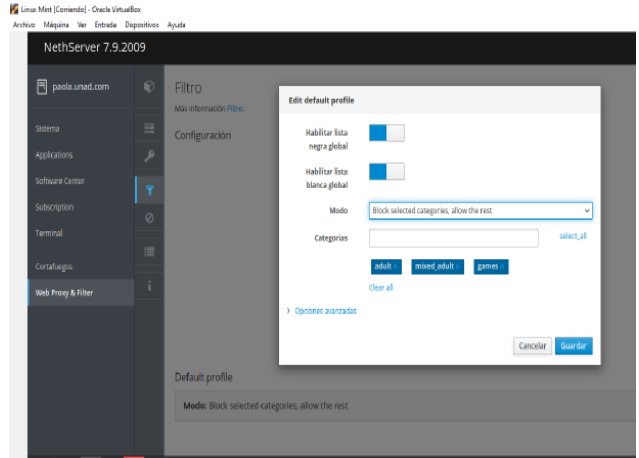 Linux Mint [Corriendo] - Oracle VirtualBox
Archivo Máquina Ver Entrada Dispositivos Ayuda
NethServer 7.9.2009
paola.unad.com
Sistema
Applications
Software Center
Subscription
Terminal
Cortafuegos
Web Proxy & Filter
Filtro
Más información Filtro.
Configuración
Edit default profile
Habilitar lista
negra global
Habilitar lista
blanca global
Modo
Block selected categories, allow the rest
Categorias
select_all
adult × mixed_adult × games ×
Clear all
> Opciones avanzadas
Cancelar Guardar
Default profile
Modo: Block selected categories, allow the rest